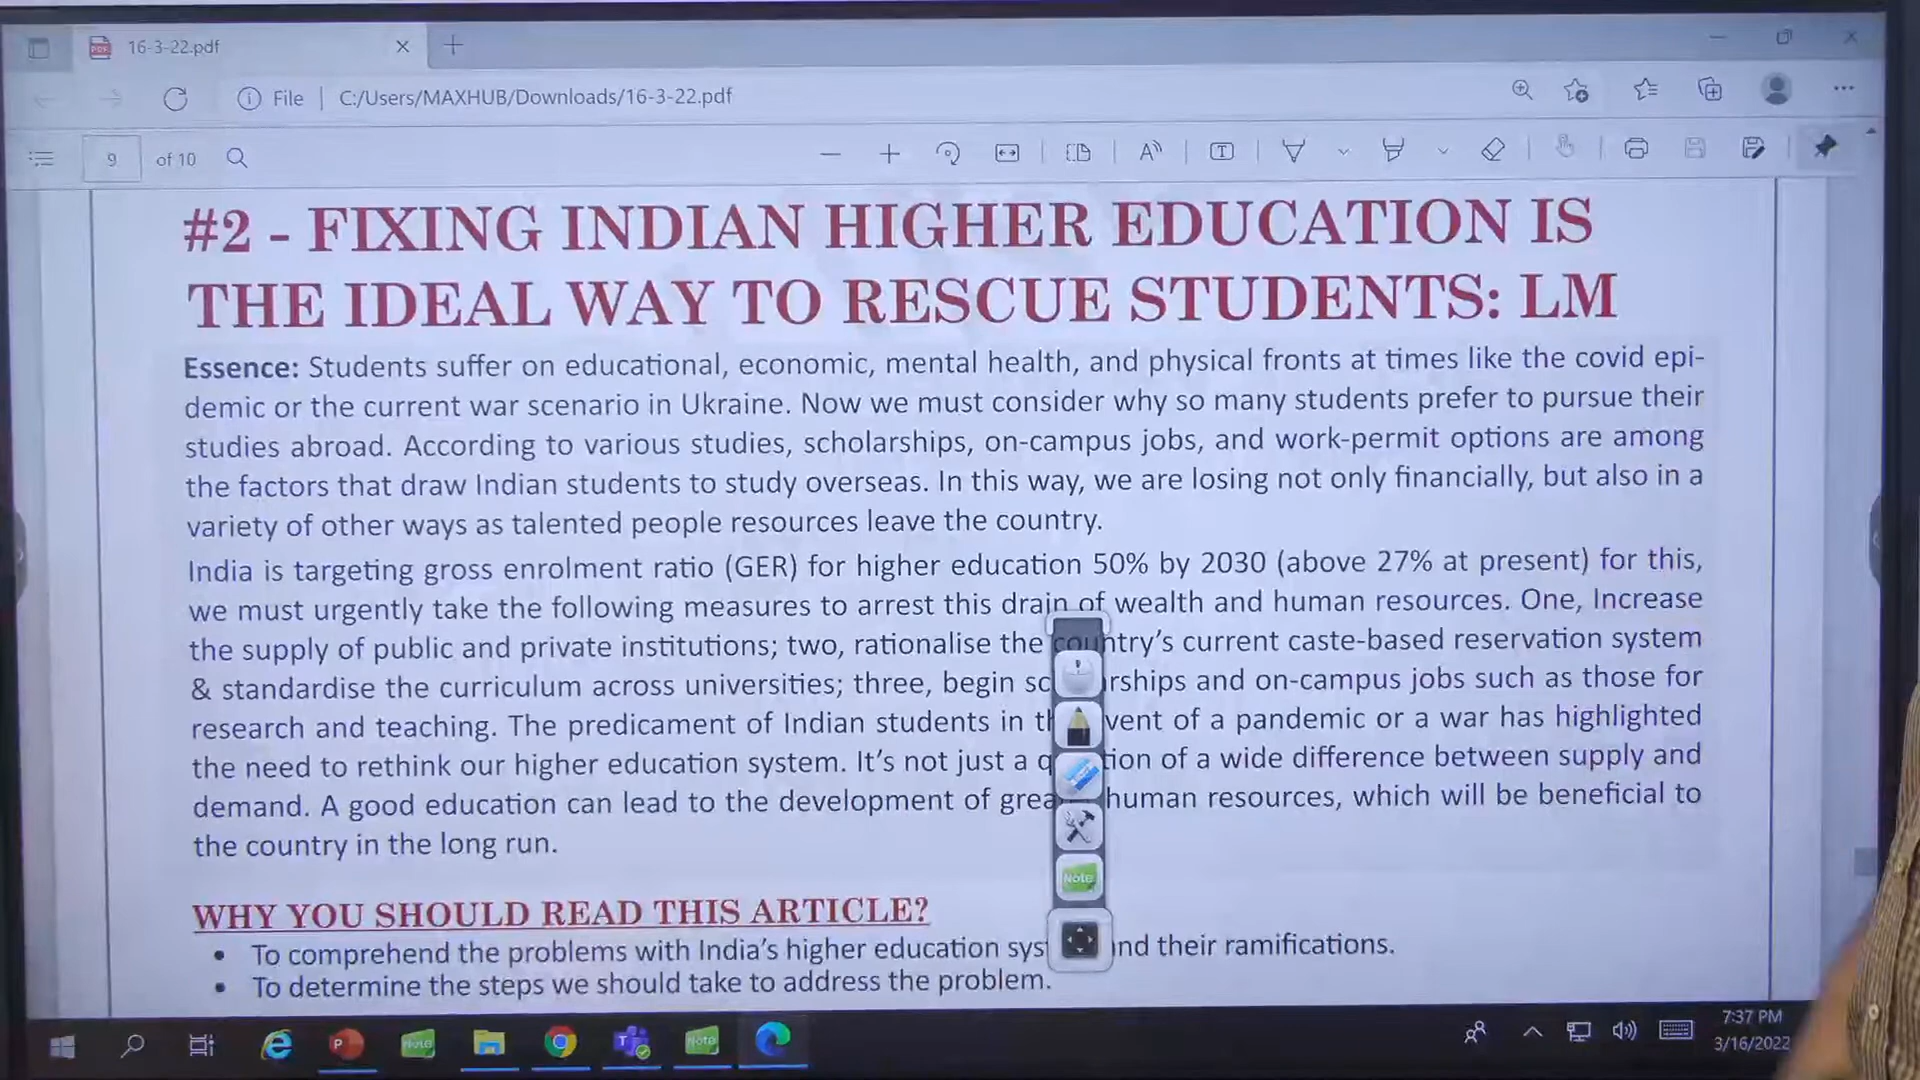 16-3-22.pdf
File
C:/Users/MAXHUB/Downloads/16-3-22.pdf
9 of 10
#2 - FIXING INDIAN HIGHER EDUCATION IS
THE IDEAL WAY TO RESCUE STUDENTS: LM
Essence: Students suffer on educational, economic, mental health, and physical fronts at times like the covid epi-
demic or the current war scenario in Ukraine. Now we must consider why so many students prefer to pursue their
studies abroad. According to various studies, scholarships, on-campus jobs, and work-permit options are among
the factors that draw Indian students to study overseas. In this way, we are losing not only financially, but also in a
variety of other ways as talented people resources leave the country.
India is targeting gross enrolment ratio (GER) for higher education 50% by 2030 (above 27% at present) for this,
we must urgently take the following measures to arrest this drain of wealth and human resources. One, Increase
the supply of public and private institutions; two, rationalise the country's current caste-based reservation system
& standardise the curriculum across universities; three, begin sc rships and on-campus jobs such as those for
research and teaching. The predicament of Indian students in th vent of a pandemic or a war has highlighted
the need to rethink our higher education system. It's not just a q tion of a wide difference between supply and
demand. A good education can lead to the development of grea human resources, which will be beneficial to
the country in the long run.
Note
WHY YOU SHOULD READ THIS ARTICLE?
• To comprehend the problems with India's higher education syst nd their ramifications.
• To determine the steps we should take to address the problem.
Note
Note
7:37 PM
3/16/2022